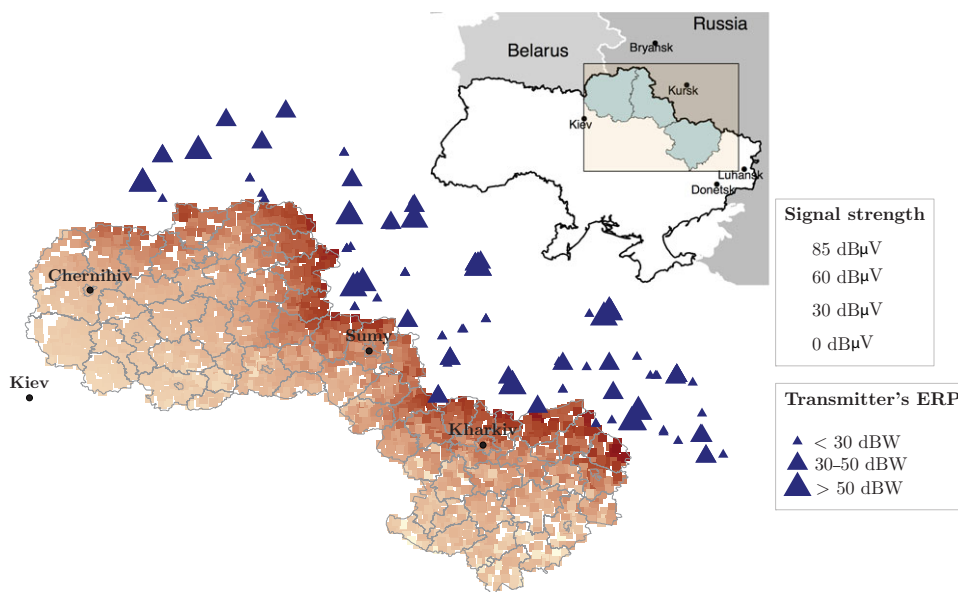 Russia
Belarus
Bryansk
Kursk
Kiev
Luhansk
Donetsk
Signal strength
85 dBµV
60 dBµV
30 dBµV
0 dBµV
Chernihiv
Sumy
Kiev
Kharkiv
Transmitter's ERP
< 30 dBW
30–50 dBW
> 50 dBW